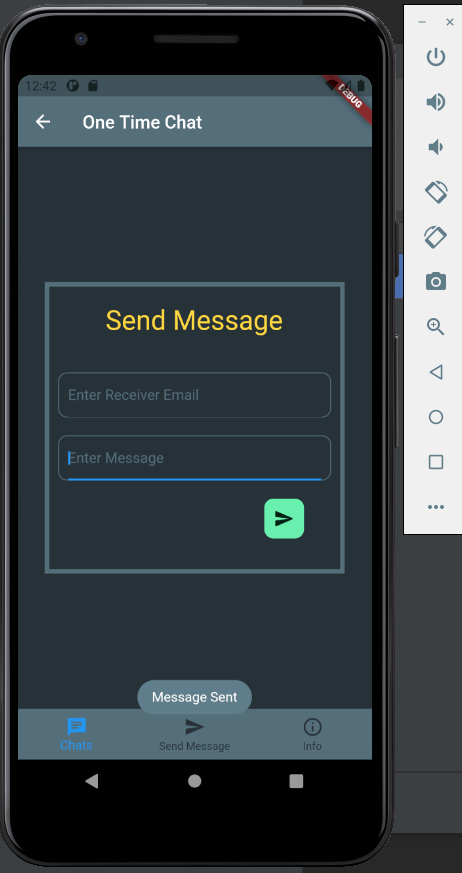 12:42
DEBUG
One Time Chat
Send Message
Enter Receiver Email
Enter Message
Message Sent
Chats
Send Message
Info